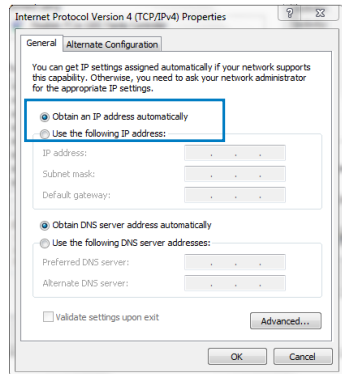 Internet Protocol Version 4 (TCP/IPv4) Properties
General
Alternate Configuration
You can get IP settings assigned automatically if your network supports
this capability. Otherwise, you need to ask your network administrator
for the appropriate IP settings.
Obtain an IP address automatically
Use the following IP address:
IP address:
Subnet mask:
Default gateway:
Obtain DNS server address automatically
Use the following DNS server addresses:
Preferred DNS server:
Alternate DNS server:
Validate settings upon exit
Advanced...
OK
Cancel